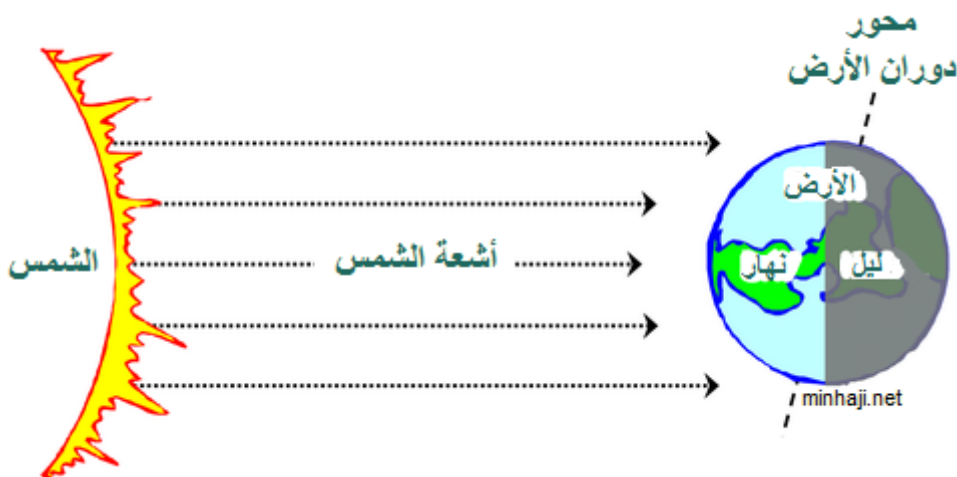 محور
دوران الأرض
الأرض
الشمس
أشعة الشمس
نهار
ليل
minhaji.net